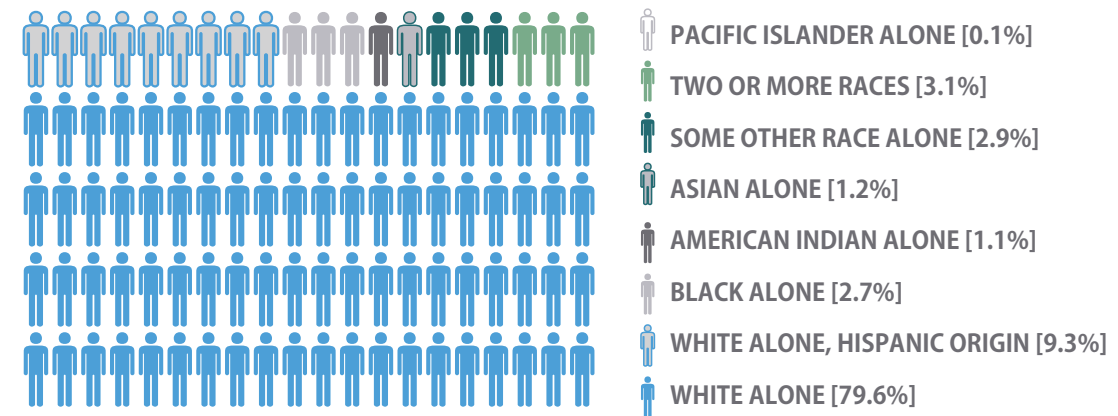 PACIFIC ISLANDER ALONE [0.1%]
TWO OR MORE RACES [3.1%]
SOME OTHER RACE ALONE [2.9%]
ASIAN ALONE [1.2%]
AMERICAN INDIAN ALONE [1.1%]
BLACK ALONE [2.7%]
WHITE ALONE, HISPANIC ORIGIN [9.3%]
WHITE ALONE [79.6%]